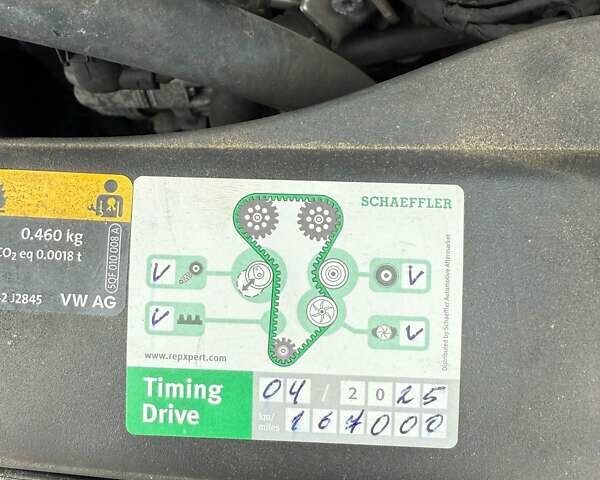 0.460 kg
CO₂ eq 0.0018 t
-2 J2845 VW AG
5QF 010 008 A
SCHAEFFLER
Distributed by Schaeffler Automotive Aftermarket
www.repxpert.com
Timing
Drive
04 / 2025
km/
miles
167000